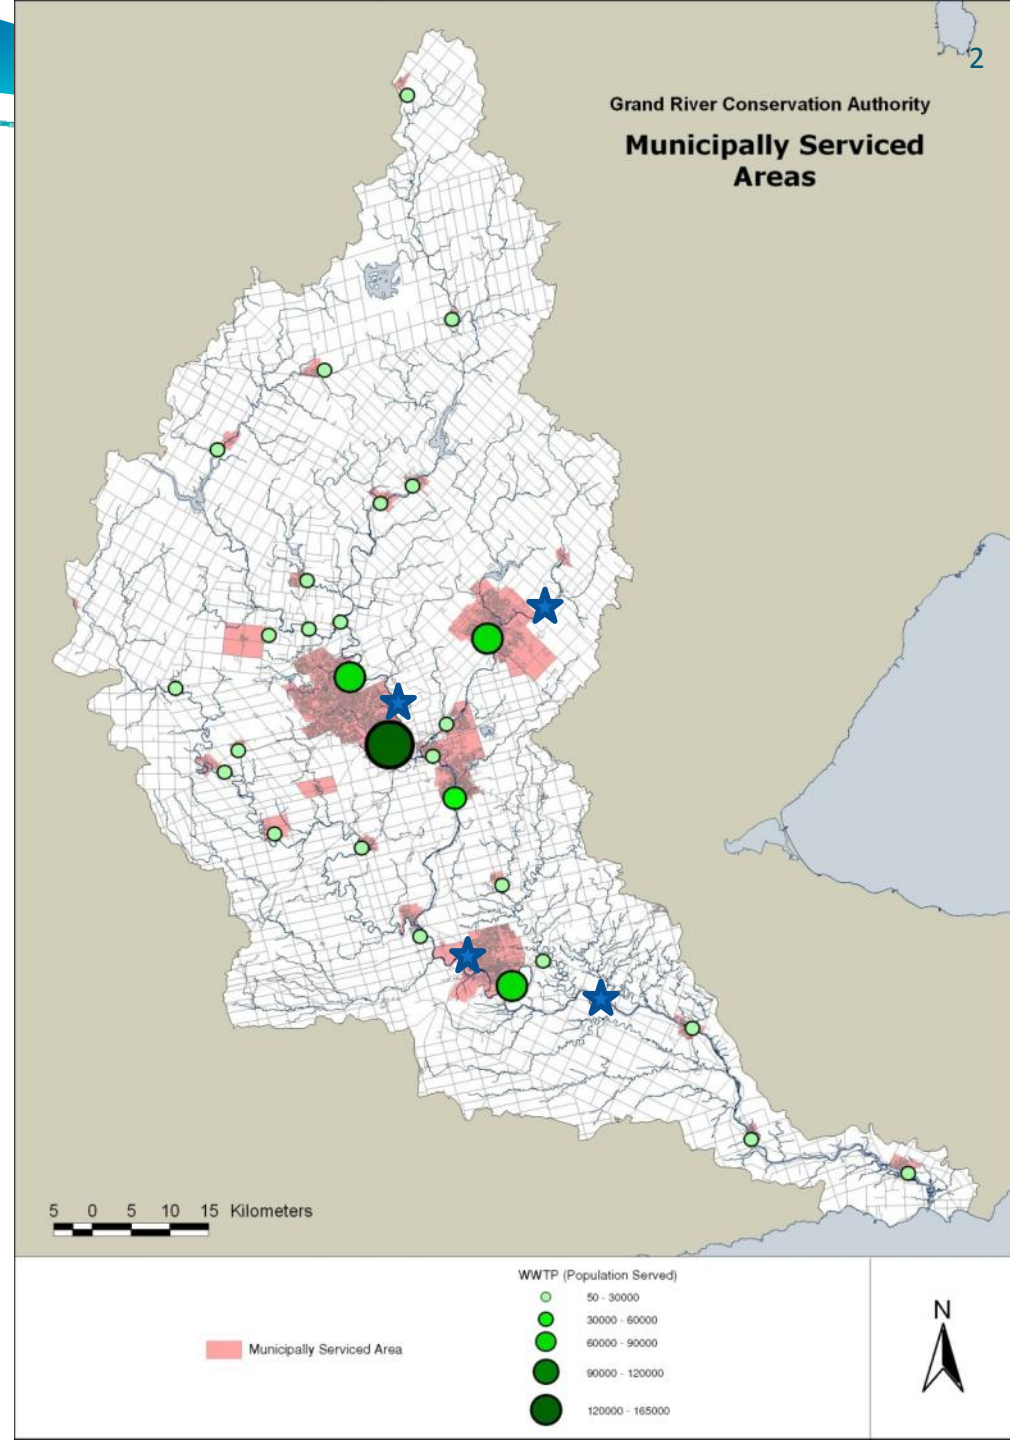 2
Grand River Conservation Authority
Municipally Serviced
Areas
5 0 5 10 15 Kilometers
WWTP (Population Served)
50 - 30000
30000 - 60000
60000 - 90000
90000 - 120000
120000 - 165000
Municipally Serviced Area
N